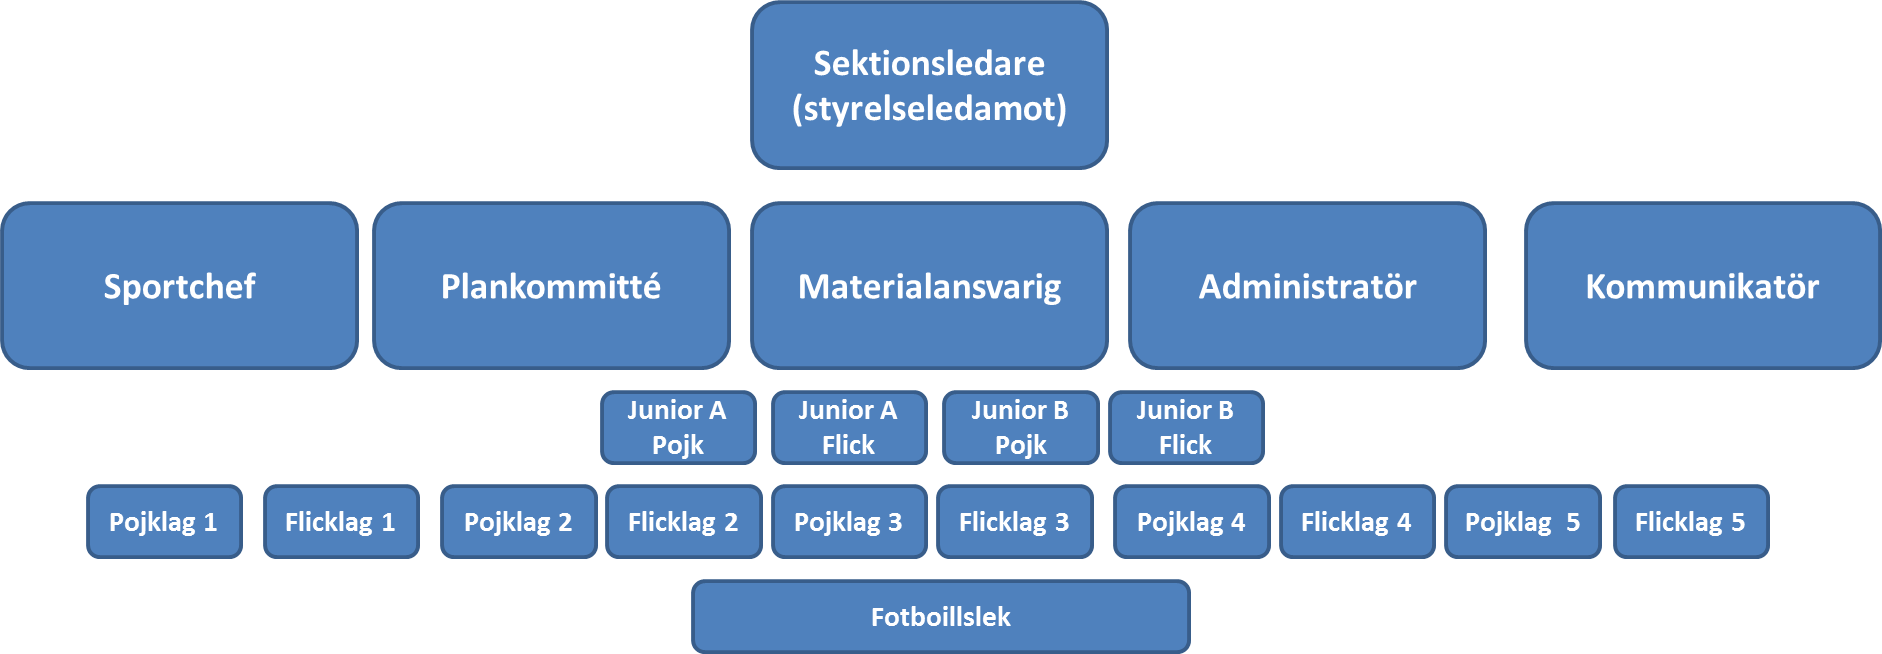 Sektionsledare
(styrelseledamot)
Sportchef
Plankommitté
Materialansvarig
Administratör
Kommunikatör
Junior A
Pojk
Junior A
Flick
Junior B
Pojk
Junior B
Flick
Pojklag 1
Flicklag 1
Pojklag 2
Flicklag 2
Pojklag 3
Flicklag 3
Pojklag 4
Flicklag 4
Pojklag  5
Flicklag 5
Fotboillslek